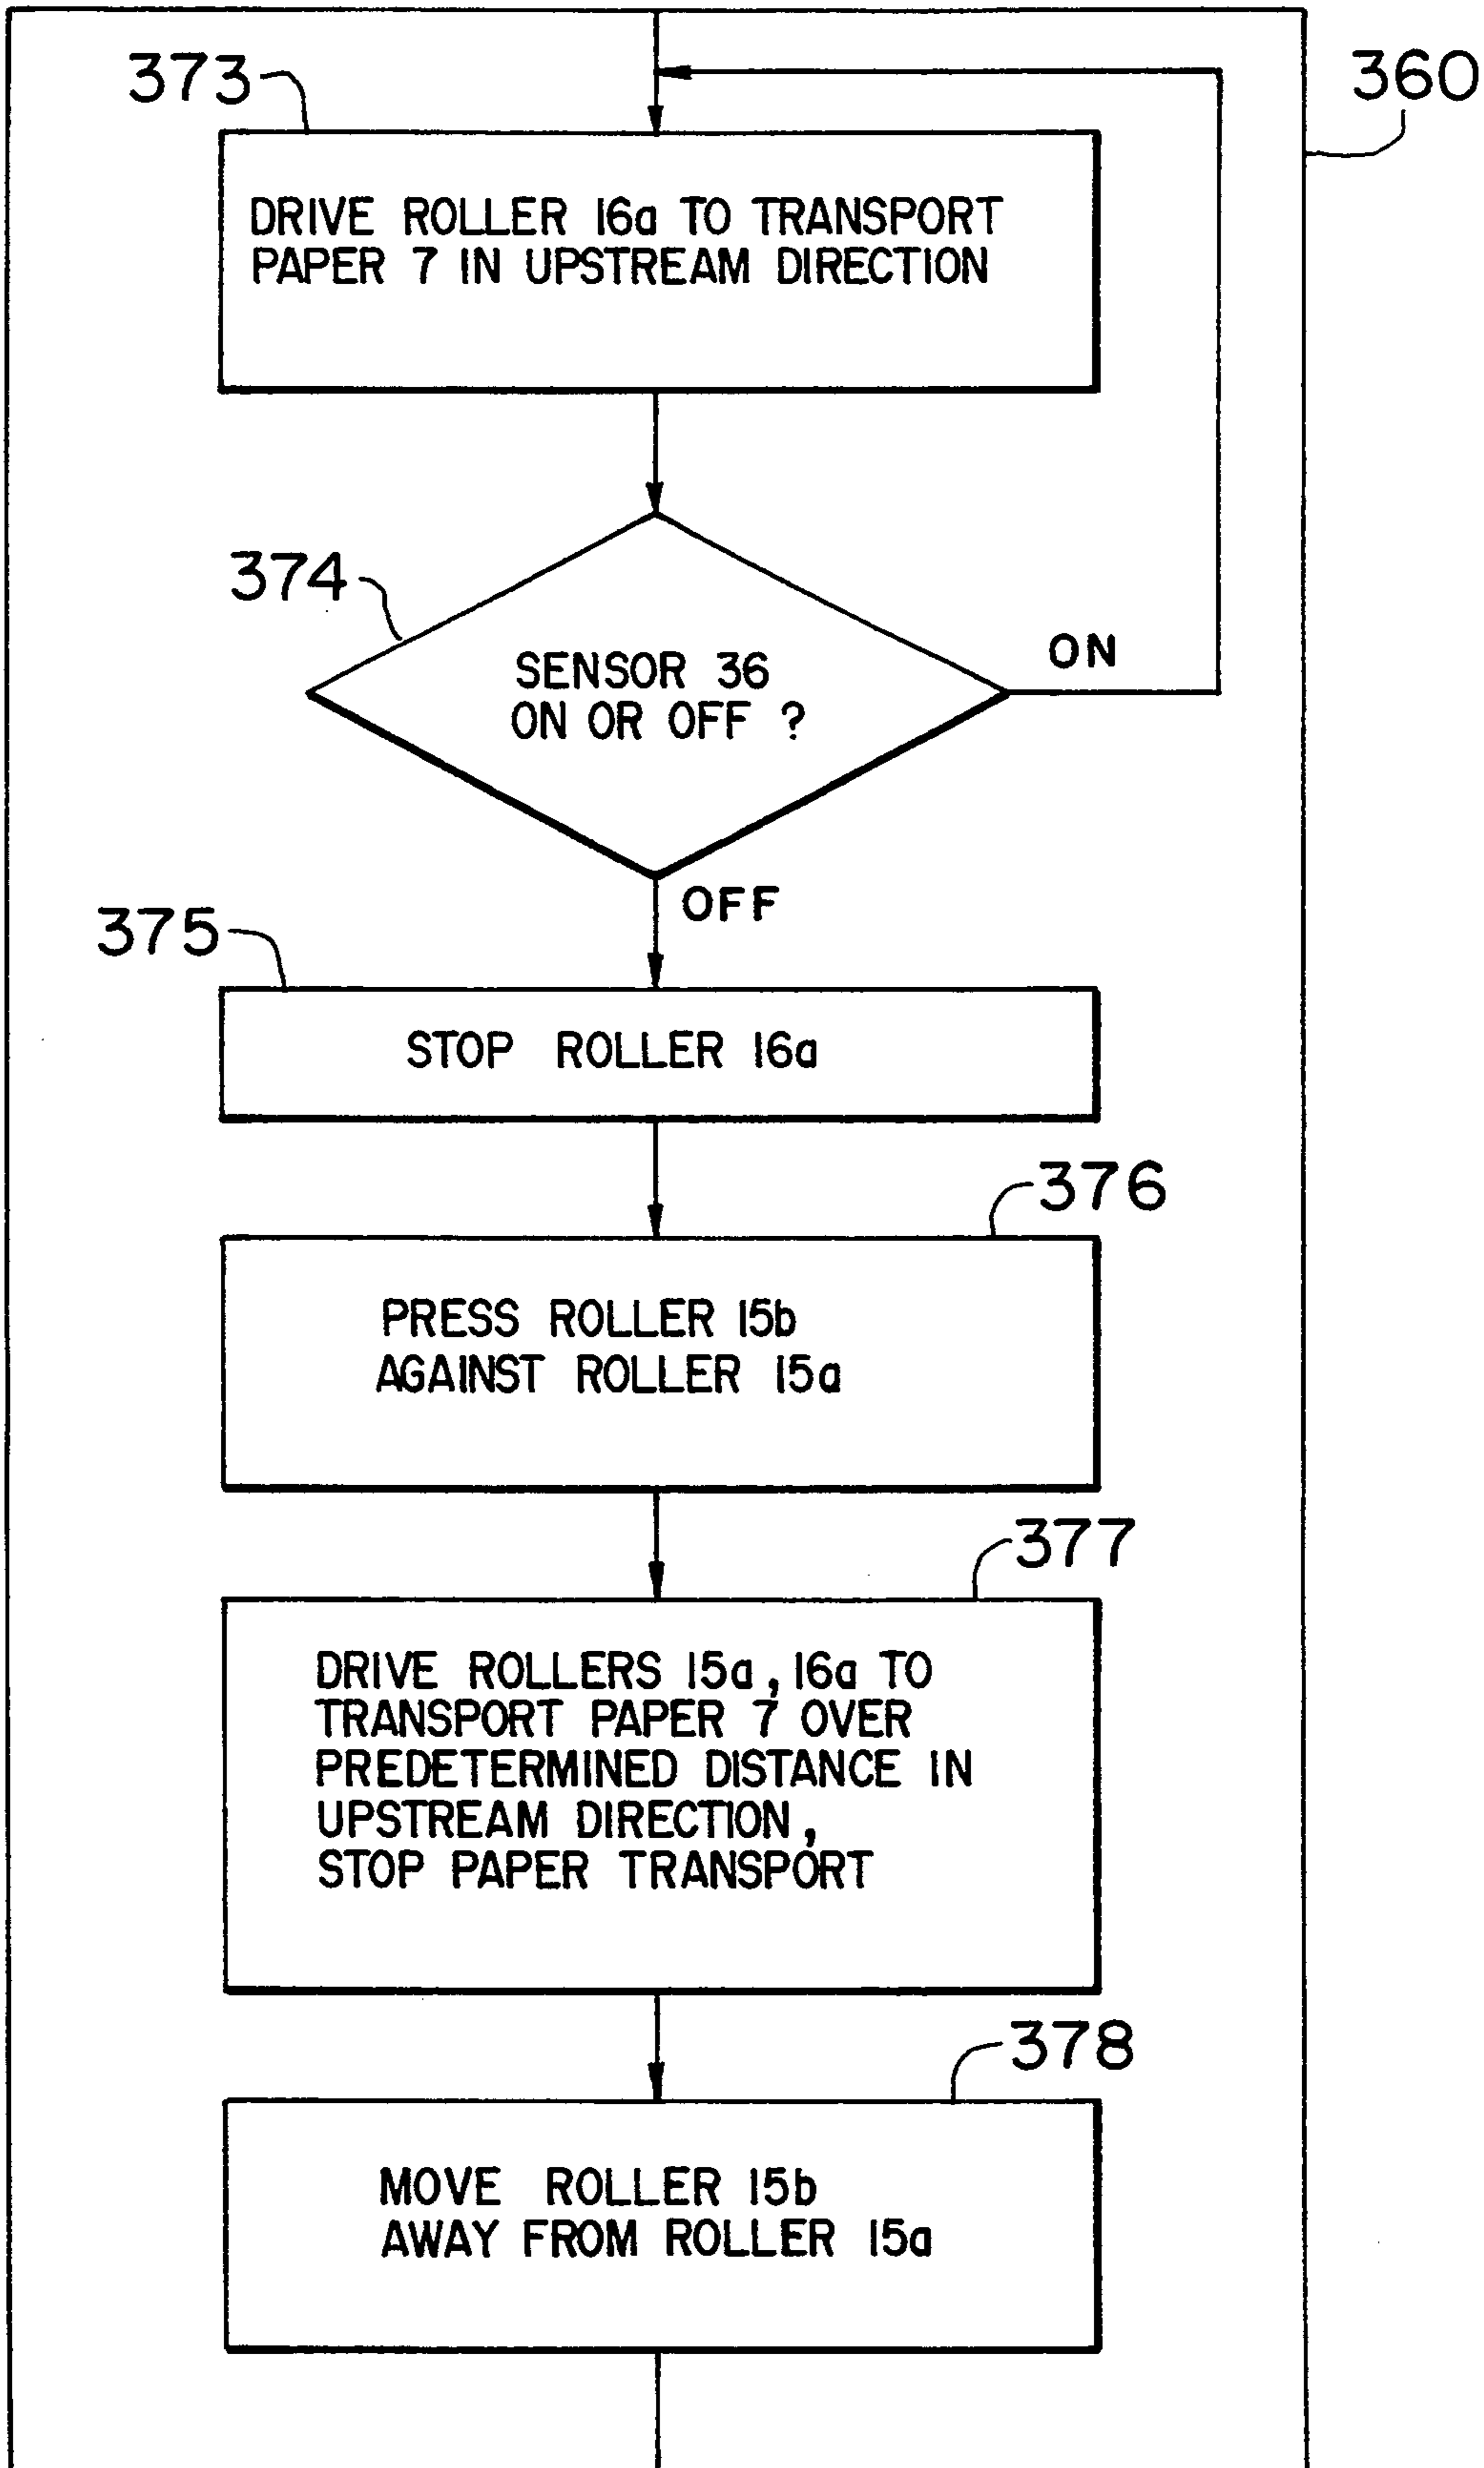 360
373
DRIVE ROLLER 16a TO TRANSPORT
PAPER 7 IN UPSTREAM DIRECTION
374
SENSOR 36
ON OR OFF ?
ON
OFF
375
STOP ROLLER 16a
376
PRESS ROLLER 15b
AGAINST ROLLER 15a
377
DRIVE ROLLERS 15a, 16a TO
TRANSPORT PAPER 7 OVER
PREDETERMINED DISTANCE IN
UPSTREAM DIRECTION,
STOP PAPER TRANSPORT
378
MOVE ROLLER 15b
AWAY FROM ROLLER 15a